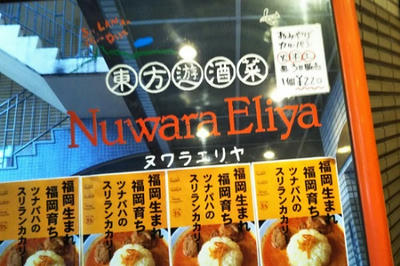 東方遊酒菜
Nuwara Eliya
ヌワラエリヤ
福岡生まれ
福岡育ち
ツナパハの
スリランカカリ
福岡生まれ
福岡育ち
ツナパハの
スリランカカリ
福岡生まれ
福岡育ち
ツナパハの
スリランカカリ
福岡生まれ
福岡育ち
ツナパハの
スリランカカリ
おみやげ
¥220